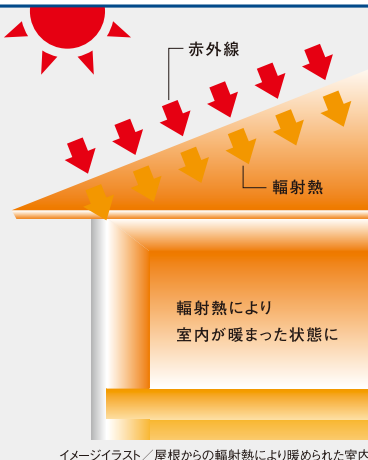 赤外線
輻射熱
輻射熱により
室内が暖まった状態に
イメージイラスト／屋根からの輻射熱により暖められた室内